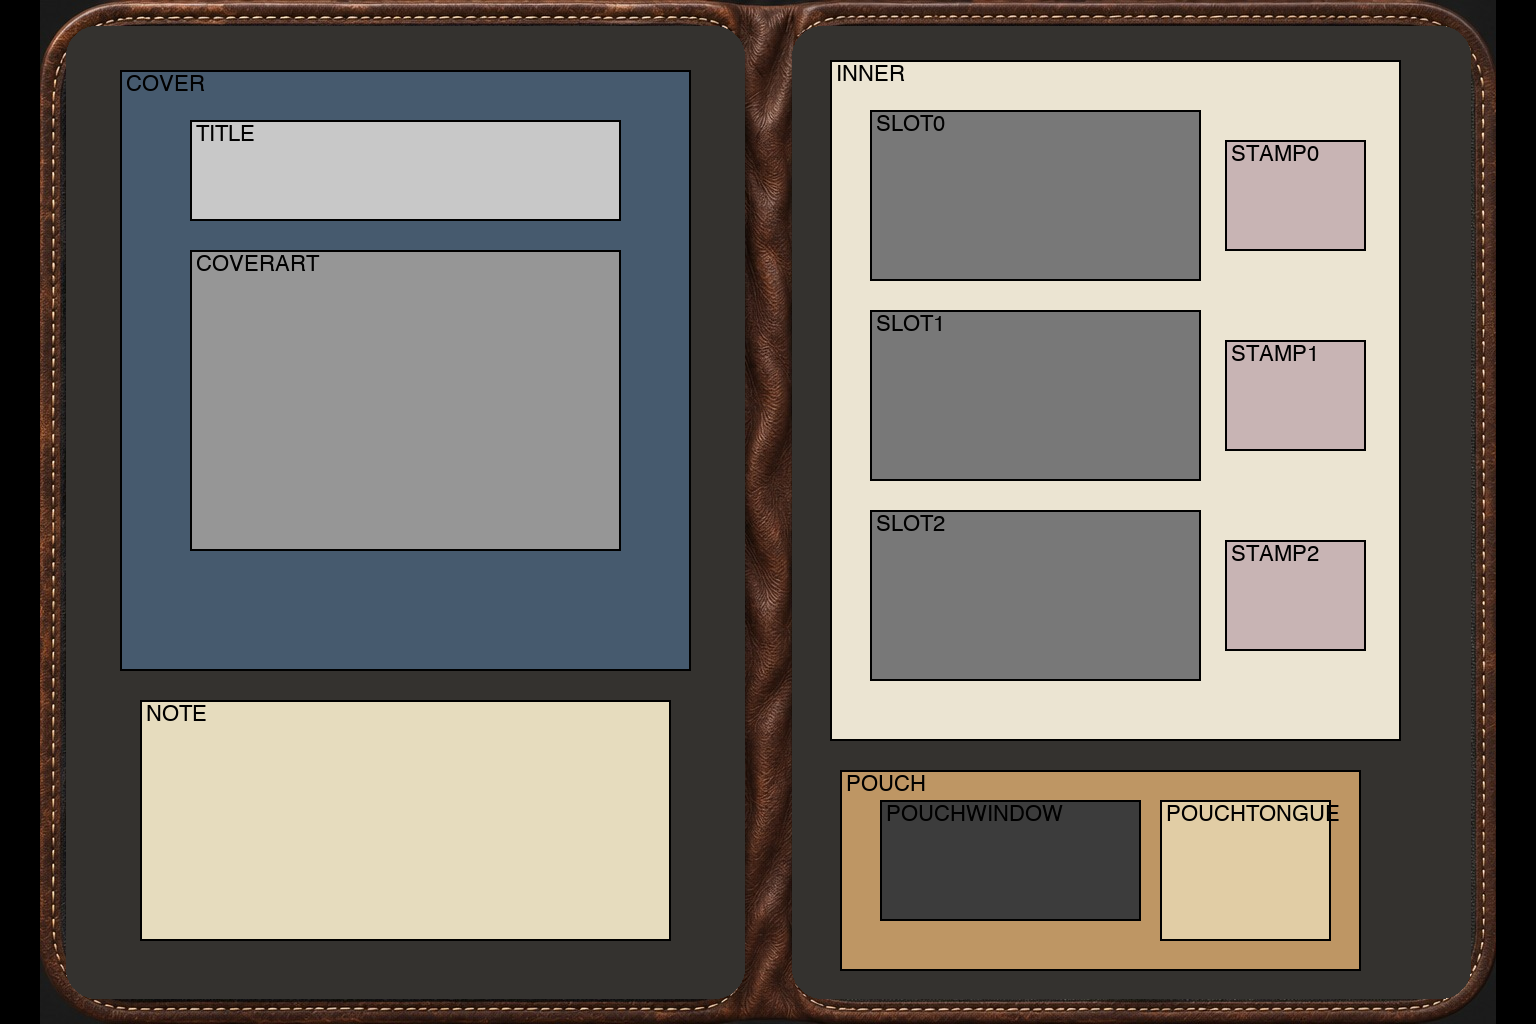 COVER
TITLE
COVERART
NOTE
INNER
SLOT0
STAMP0
SLOT1
STAMP1
SLOT2
STAMP2
POUCH
POUCHWINDOW
POUCHTONGUE